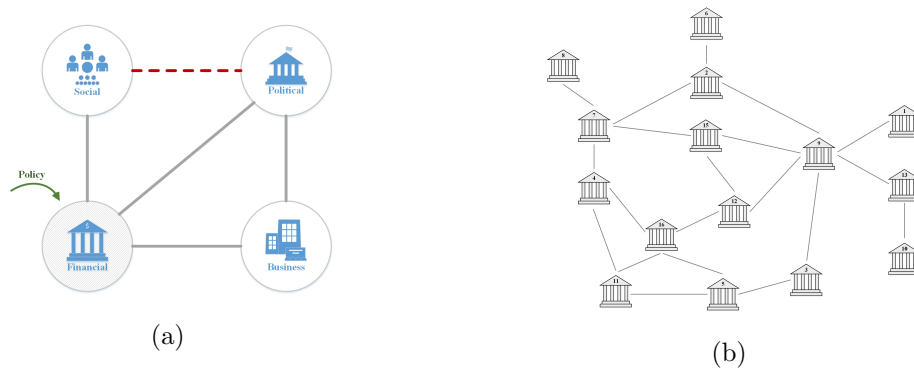 Social
Political
Policy
$
Financial
Business
(a)
6
8
2
1
7
15
9
13
4
12
16
10
3
11
5
(b)